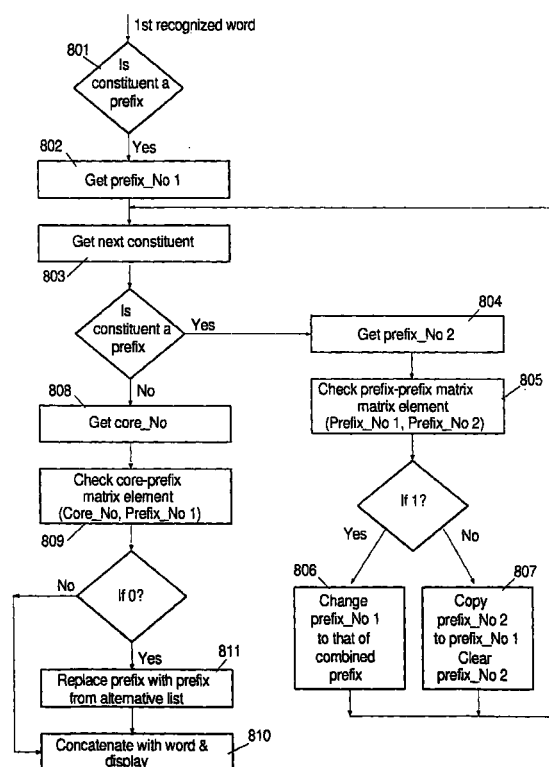 1st recognized word
801
Is
constituent a
prefix
Yes
802
Get prefix_No 1
Get next constituent
803
Is
constituent a
prefix
Yes
804
Get prefix_No 2
No
808
Get core_No
Check prefix-prefix matrix
matrix element
(Prefix_No 1, Prefix_No 2)
805
Check core-prefix
matrix element
(Core_No, Prefix_No 1)
809
If 1?
Yes
No
If 0?
No
Yes
806
Change
prefix_No 1
to that of
combined
prefix
807
Copy
prefix_No 2
to prefix_No 1
Clear
prefix_No 2
811
Replace prefix with prefix
from alternative list
Concatenate with word &
display
810